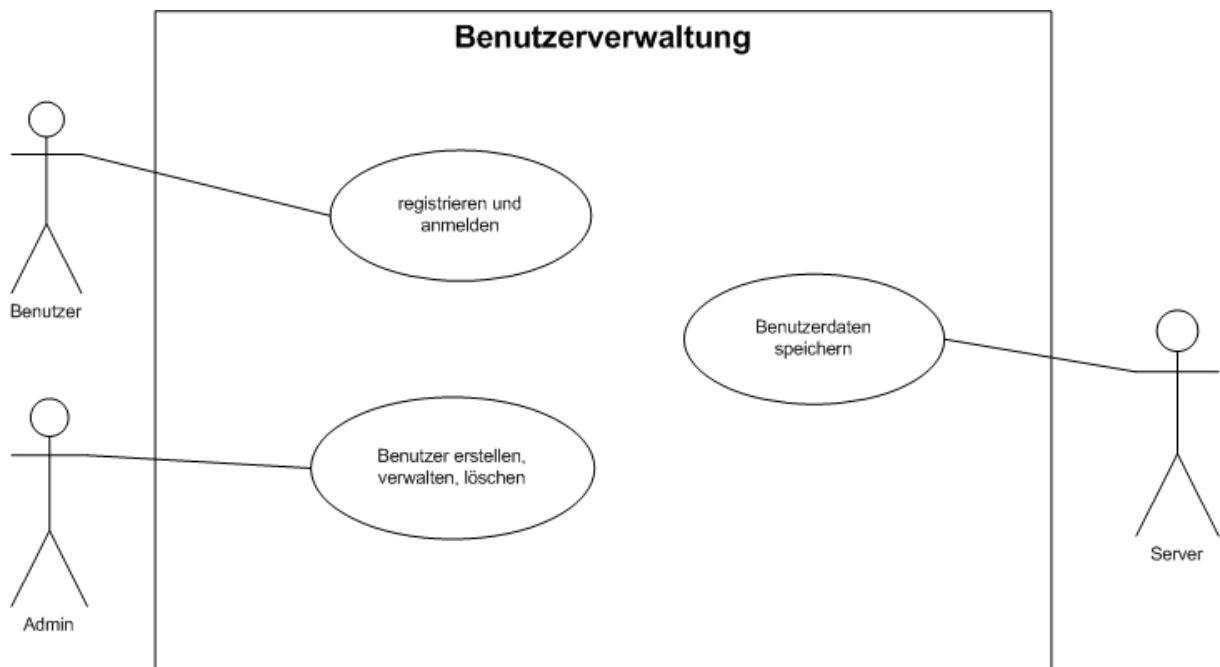 Benutzerverwaltung
registrieren und
anmelden
Benutzer
Benutzerdaten
speichern
Benutzer erstellen,
verwalten, löschen
Server
Admin